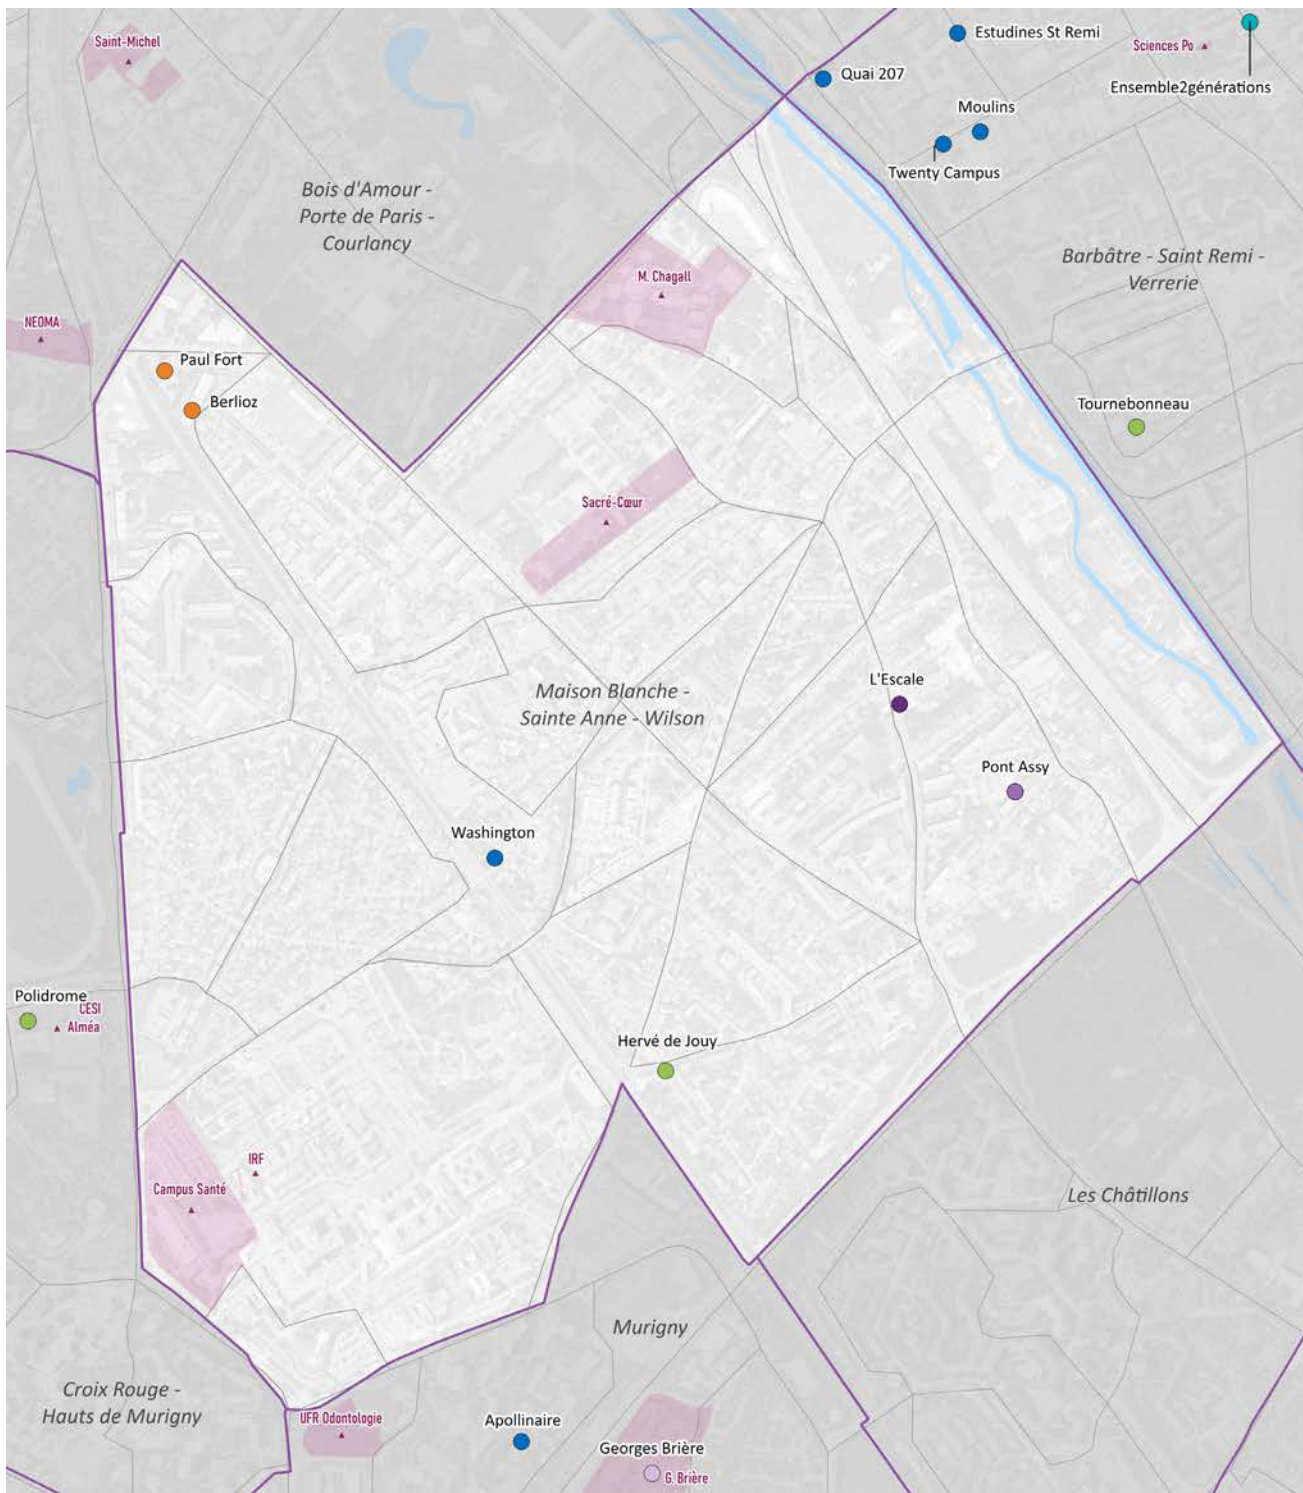 Estudines St Remi
Saint-Michel
Sciences Po
Quai 207
Ensemble2générations
Moulins
Twenty Campus
Bois d'Amour -
Porte de Paris -
Courlancy
Barbâtre - Saint Remi -
Verrerie
M. Chagall
NEOMA
Paul Fort
Berlioz
Tournebonneau
Sacré-Cœur
L'Escale
Maison Blanche -
Sainte Anne - Wilson
Pont Assy
Washington
Polidrome
CESI
Alméa
Hervé de Jouy
IRF
Campus Santé
Les Châtillons
Murigny
Croix Rouge -
Hauts de Murigny
UFR Odontologie
Apollinaire
Georges Brière
G. Brière